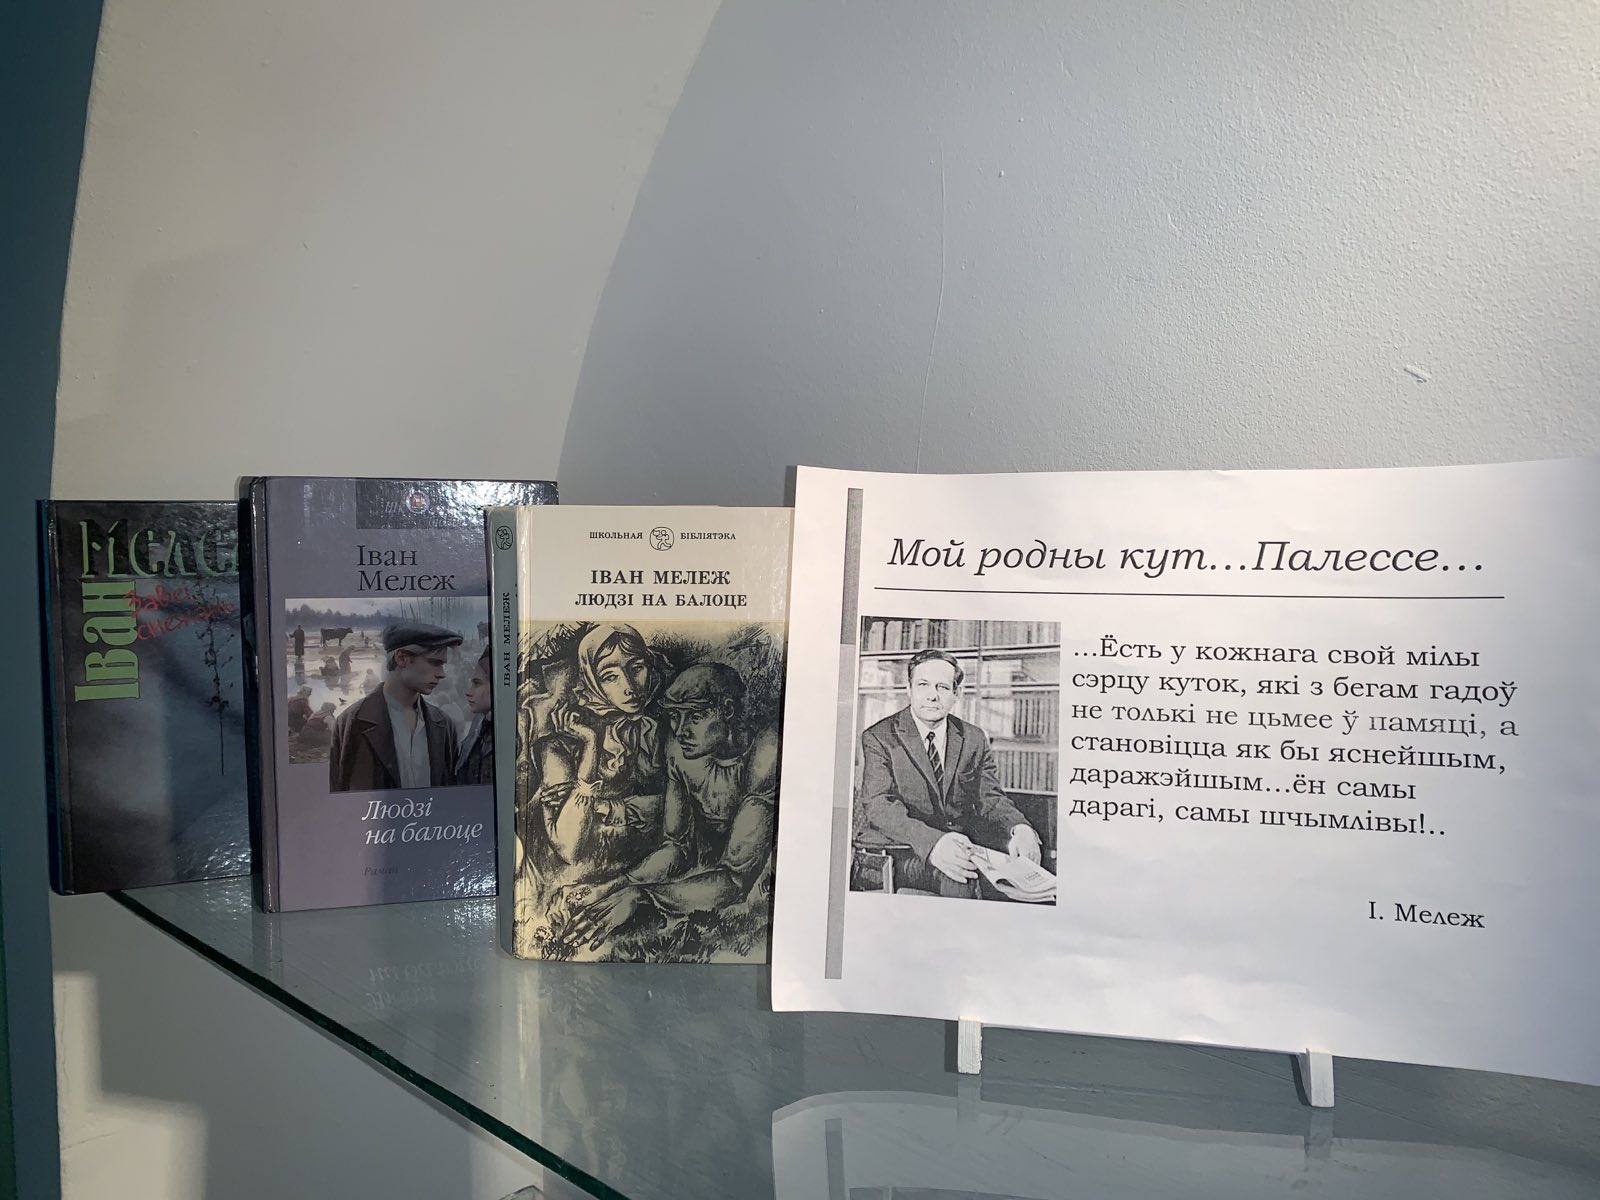 Іван
Мележ
Завеі,
снежань
Іван
Мележ
Людзі
на балоце
Раман
ІВАН МЕЛЕЖ
ШКОЛЬНАЯ БІБЛІЯТЭКА
ІВАН МЕЛЕЖ
ЛЮДЗІ НА БАЛОЦЕ
Мой родны кут...Палессе...
...Ёсть у кожнага свой мілы
сэрцу куток, які з бегам гадоў
не толькі не цьмее ў памяці, а
становіцца як бы яснейшым,
даражэйшым...ён самы
дарагі, самы шчымлівы!..
І. Мележ